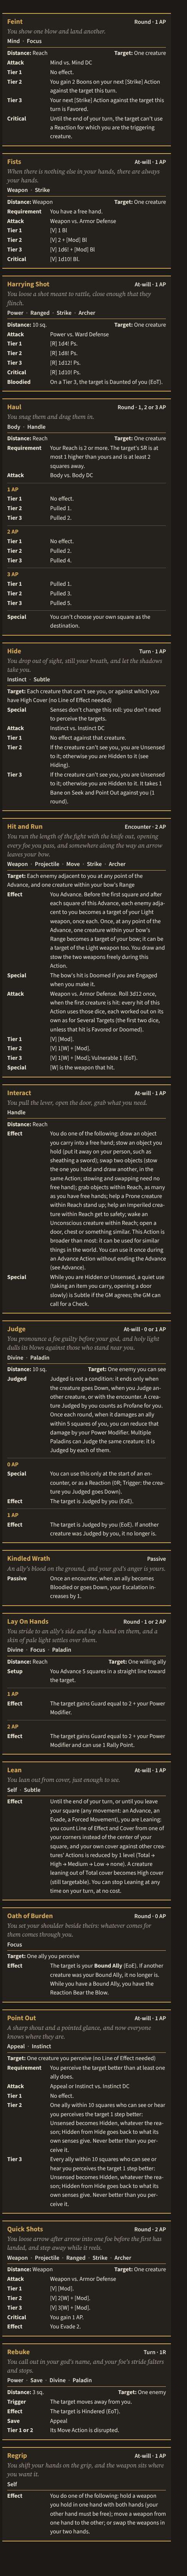 Feint Round · 1 AP
You show one blow and land another.
Mind · Focus
Distance: Reach Target: One creature
Attack Mind vs. Mind DC
Tier 1 No effect.
Tier 2 You gain 2 Boons on your next [Strike] Action
against the target this turn.
Tier 3 Your next [Strike] Action against the target this
turn is Favored.
Critical Until the end of your turn, the target can't use
a Reaction for which you are the triggering
creature.
Fists At-will · 1 AP
When there is nothing else in your hands, there are always
your hands.
Weapon · Strike
Distance: Weapon Target: One creature
Requirement You have a free hand.
Attack Weapon vs. Armor Defense
Tier 1 [V] 1 Bl
Tier 2 [V] 2 + [Mod] Bl
Tier 3 [V] 1d6! + [Mod] Bl
Critical [V] 1d10! Bl.
Harrying Shot At-will · 1 AP
You loose a shot meant to rattle, close enough that they
flinch.
Power · Ranged · Strike · Archer
Distance: 10 sq. Target: One creature
Attack Power vs. Ward Defense
Tier 1 [R] 1d4! Ps.
Tier 2 [R] 1d8! Ps.
Tier 3 [R] 1d12! Ps.
Critical [R] 1d10! Ps.
Bloodied On a Tier 3, the target is Daunted of you (EoT).
Haul Round · 1, 2 or 3 AP
You snag them and drag them in.
Body · Handle
Distance: Reach Target: One creature
Requirement Your Reach is 2 or more. The target's SR is at
most 1 higher than yours and is at least 2
squares away.
Attack Body vs. Body DC
1 AP
Tier 1 No effect.
Tier 2 Pulled 1.
Tier 3 Pulled 2.
2 AP
Tier 1 No effect.
Tier 2 Pulled 2.
Tier 3 Pulled 4.
3 AP
Tier 1 Pulled 1.
Tier 2 Pulled 3.
Tier 3 Pulled 5.
Special You can't choose your own square as the
destination.
Hide Turn · 1 AP
You drop out of sight, still your breath, and let the shadows
take you.
Instinct · Subtle
Target: Each creature that can't see you, or against which you
have High Cover (no Line of Effect needed)
Special Senses don't change this roll: you don't need
to perceive the targets.
Attack Instinct vs. Instinct DC
Tier 1 No effect against that creature.
Tier 2 If the creature can't see you, you are Unsensed
to it; otherwise you are Hidden to it (see
Hiding).
Tier 3 If the creature can't see you, you are Unsensed
to it; otherwise you are Hidden to it. It takes 1
Bane on Seek and Point Out against you (1
round).
Hit and Run Encounter · 2 AP
You run the length of the fight with the knife out, opening
every foe you pass, and somewhere along the way an arrow
leaves your bow.
Weapon · Projectile · Move · Strike · Archer
Target: Each enemy adjacent to you at any point of the
Advance, and one creature within your bow's Range
Effect You Advance. Before the first square and after
each square of this Advance, each enemy adja-
cent to you becomes a target of your Light
weapon, once each. Once, at any point of the
Advance, one creature within your bow's
Range becomes a target of your bow; it can be
a target of the Light weapon too. You draw and
stow the two weapons freely during this
Action.
Special The bow's hit is Doomed if you are Engaged
when you make it.
Attack Weapon vs. Armor Defense. Roll 3d12 once,
when the first creature is hit: every hit of this
Action uses those dice, each worked out on its
own as for Several Targets (the first two dice,
unless that hit is Favored or Doomed).
Tier 1 [V] [Mod].
Tier 2 [V] 1[W] + [Mod].
Tier 3 [V] 1[W] + [Mod]; Vulnerable 1 (EoT).
Special [W] is the weapon that hit.
Interact At-will · 1 AP
You pull the lever, open the door, grab what you need.
Handle
Distance: Reach
Effect You do one of the following: draw an object
you carry into a free hand; stow an object you
hold (put it away on your person, such as
sheathing a sword); swap two objects (stow
one you hold and draw another, in the
same Action; stowing and swapping need no
free hand); grab objects within Reach, as many
as you have free hands; help a Prone creature
within Reach stand up; help an Imperiled crea-
ture within Reach get to safety; wake an
Unconscious creature within Reach; open a
door, chest or something similar. This Action is
broader than most: it can be used for similar
things in the world. You can use it once during
an Advance Action without ending the Advance
(see Advance).
Special While you are Hidden or Unsensed, a quiet use
(taking an item you carry, opening a door
slowly) is Subtle if the GM agrees; the GM can
call for a Check.
Judge At-will · 0 or 1 AP
You pronounce a foe guilty before your god, and holy light
dulls its blows against those who stand near you.
Divine · Paladin
Distance: 10 sq. Target: One enemy you can see
Judged Judged is not a condition: it ends only when
the creature goes Down, when you Judge an-
other creature, or when the encounter ends.
The foe Judged by you counts as Profane for you.
Once each round, when it damages an ally
within 5 squares of you, you can reduce that
damage by your Power Modifier. Multiple
Paladins can Judge the same creature: it is
Judged by each of them.
0 AP
Special You can use this only at the start of an en-
counter, or as a Reaction (0R; Trigger: the crea-
ture you Judged goes Down).
Effect The target is Judged by you (EoE).
1 AP
Effect The target is Judged by you (EoE). If another
creature was Judged by you, it no longer is.
Kindled Wrath Passive
An ally's blood on the ground, and your god's anger is yours.
Passive Once an encounter, when an ally becomes
Bloodied or goes Down, your Escalation in-
creases by 1.
Lay On Hands Round · 1 or 2 AP
You stride to an ally's side and lay a hand on them, and a
skin of pale light settles over them.
Divine · Focus · Paladin
Distance: Reach Target: One willing ally
Setup You Advance 5 squares in a straight line toward
the target.
1 AP
Effect The target gains Guard equal to 2 + your Power
Modifier.
2 AP
Effect The target gains Guard equal to 2 + your Power
Modifier and can use 1 Rally Point.
Lean At-will · 1 AP
You lean out from cover, just enough to see.
Self · Subtle
Effect Until the end of your turn, or until you leave
your square (any movement: an Advance, an
Evade, a Forced Movement), you are Leaning:
you count Line of Effect and Cover from one of
your corners instead of the center of your
square, and your own cover against other crea-
tures' Actions is reduced by 1 level (Total →
High → Medium → Low → none). A creature
leaning out of Total Cover becomes High cover
(still targetable). You can stop Leaning at any
time on your turn, at no cost.
Oath of Burden Round · 0 AP
You set your shoulder beside theirs: whatever comes for
them comes through you.
Focus
Target: One ally you perceive
Effect The target is your Bound Ally (EoE). If another
creature was your Bound Ally, it no longer is.
While you have a Bound Ally, you have the
Reaction Bear the Blow.
Point Out At-will · 1 AP
A sharp shout and a pointed glance, and now everyone
knows where they are.
Appeal · Instinct
Target: One creature you perceive (no Line of Effect needed)
Requirement You perceive the target better than at least one
ally does.
Attack Appeal or Instinct vs. Instinct DC
Tier 1 No effect.
Tier 2 One ally within 10 squares who can see or hear
you perceives the target 1 step better:
Unsensed becomes Hidden, whatever the rea-
son; Hidden from Hide goes back to what its
own senses give. Never better than you per-
ceive it.
Tier 3 Every ally within 10 squares who can see or
hear you perceives the target 1 step better:
Unsensed becomes Hidden, whatever the rea-
son; Hidden from Hide goes back to what its
own senses give. Never better than you per-
ceive it.
Quick Shots Round · 2 AP
You loose arrow after arrow into one foe before the first has
landed, and step away while it reels.
Weapon · Projectile · Ranged · Strike · Archer
Distance: Weapon Target: One creature
Attack Weapon vs. Armor Defense
Tier 1 [V] [Mod].
Tier 2 [V] 2[W] + [Mod].
Tier 3 [V] 3[W] + [Mod].
Critical You gain 1 AP.
Effect You Evade 2.
Rebuke Turn · 1R
You call out in your god's name, and your foe's stride falters
and stops.
Power · Save · Divine · Paladin
Distance: 3 sq. Target: One enemy
Trigger The target moves away from you.
Effect The target is Hindered (EoT).
Save Appeal
Tier 1 or 2 Its Move Action is disrupted.
Regrip At-will · 1 AP
You shift your hands on the grip, and the weapon sits where
you want it.
Self
Effect You do one of the following: hold a weapon
you hold in one hand with both hands (your
other hand must be free); move a weapon from
one hand to the other; or swap the weapons in
your two hands.